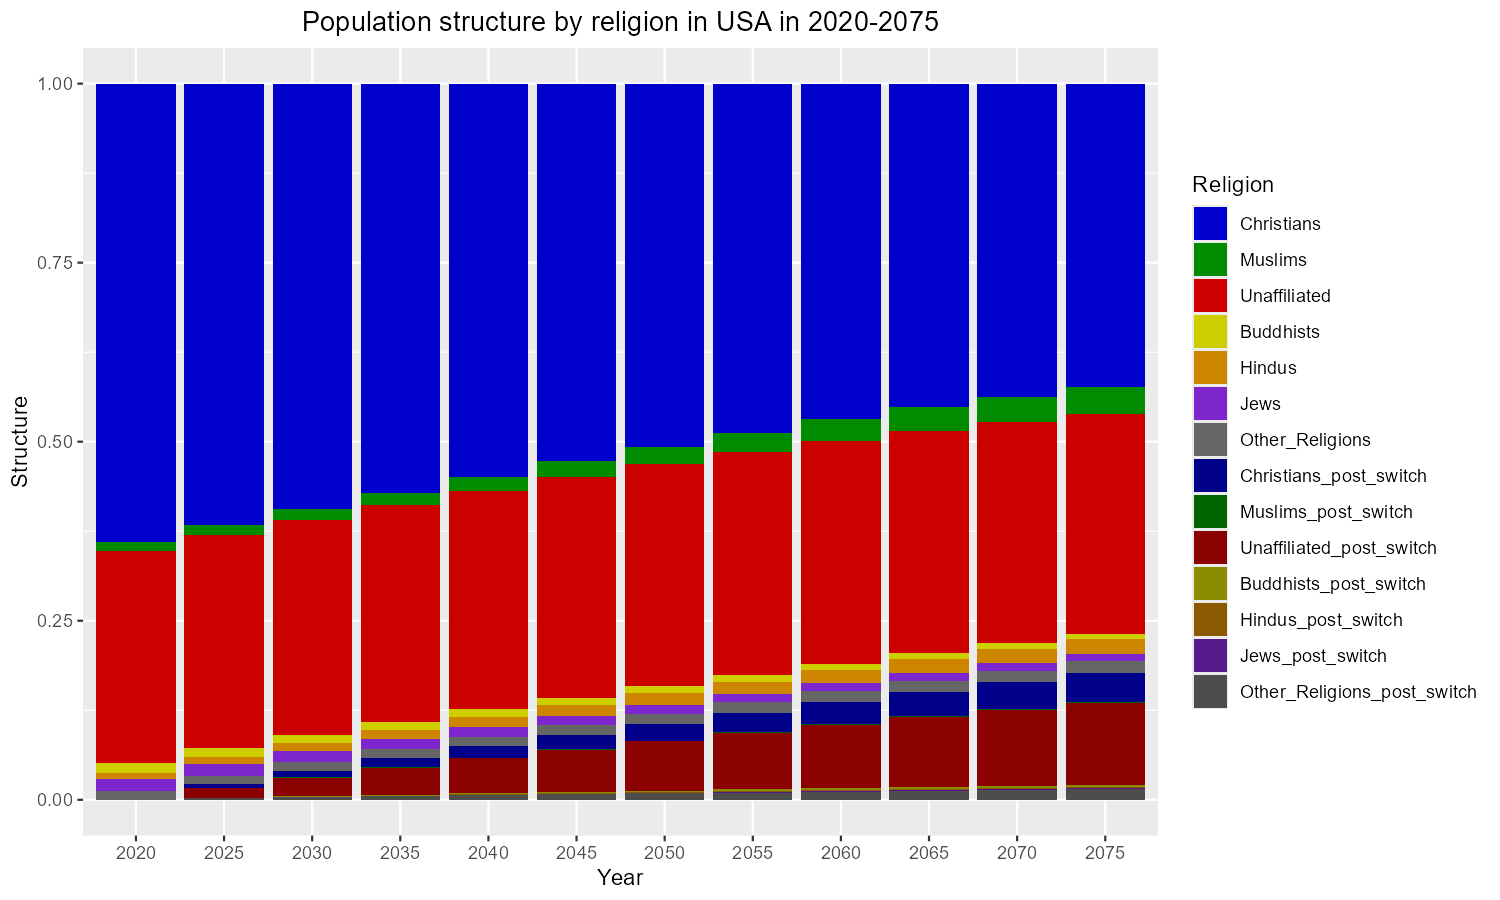 Population structure by religion in USA in 2020-2075
1.00
0.75
0.50
0.25
0.00
Structure
2020 2025 2030 2035 2040 2045 2050 2055 2060 2065 2070 2075
Year
Religion
Christians
Muslims
Unaffiliated
Buddhists
Hindus
Jews
Other_Religions
Christians_post_switch
Muslims_post_switch
Unaffiliated_post_switch
Buddhists_post_switch
Hindus_post_switch
Jews_post_switch
Other_Religions_post_switch